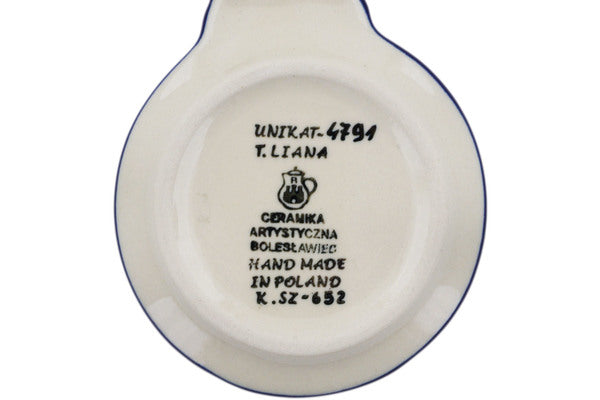 UNIKAT-4791
T.LIANA
R
CERAMIKA
ARTYSTYCZNA
BOLESŁAWIEC
HAND MADE
IN POLAND
K.SZ-652